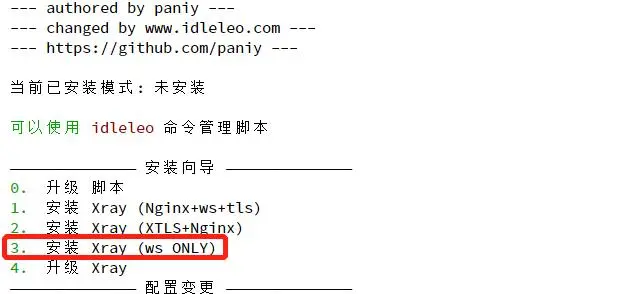 --- authored by paniy ---
--- changed by www.idleleo.com ---
--- https://github.com/paniy ---
当前已安装模式: 未安装
可以使用 idleleo 命令管理脚本
—————————————— 安装向导 ——————————————
0. 升级 脚本
1. 安装 Xray (Nginx+ws+tls)
2. 安装 Xray (XTLS+Nginx)
3. 安装 Xray (ws ONLY)
4. 升级 Xray
—————————————— 配置变更 ——————————————